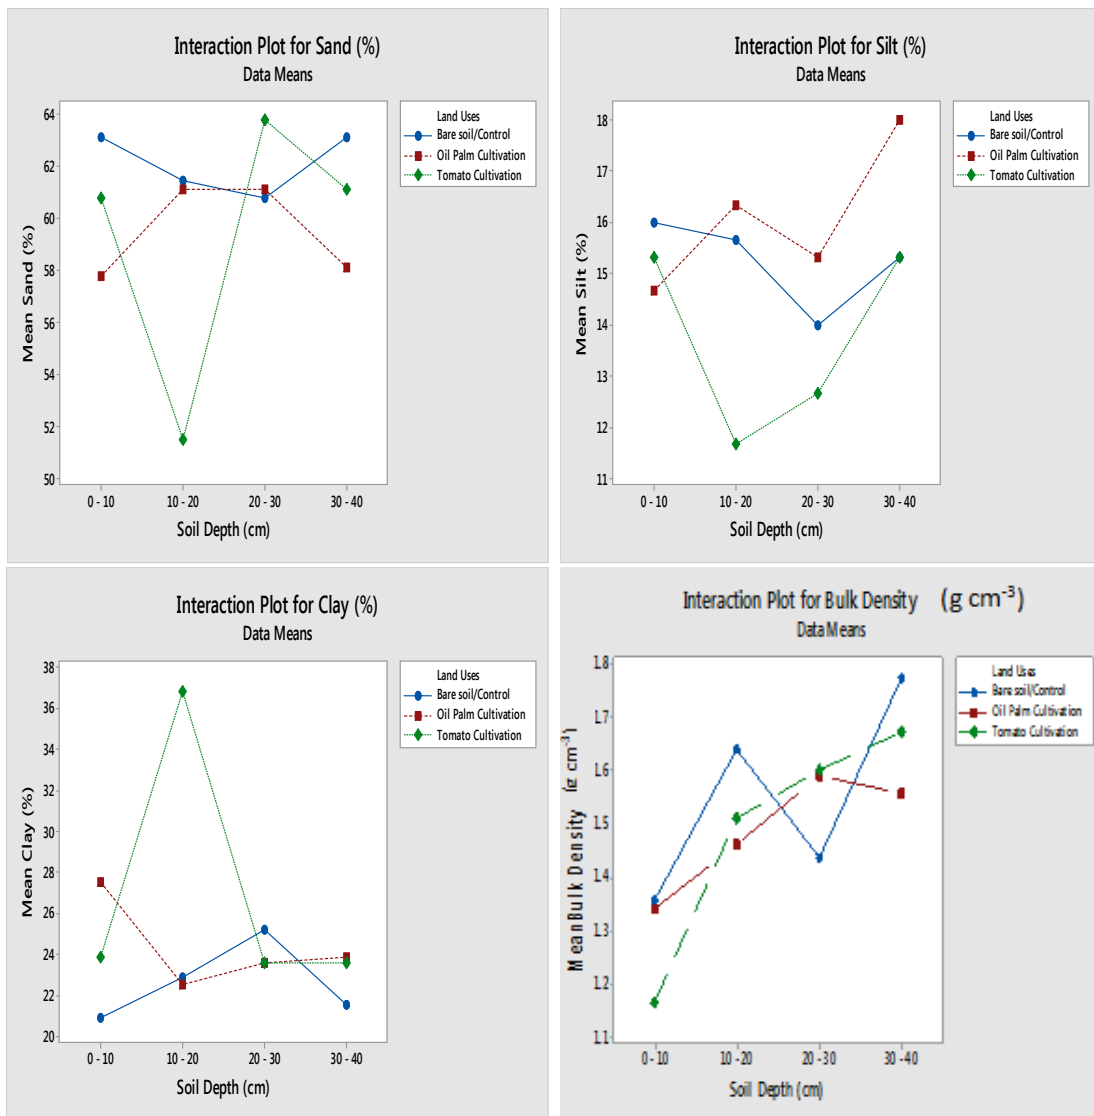 Interaction Plot for Sand (%)
Data Means
Mean Sand (%)
64
62
60
58
56
54
52
50
0 - 10 10 - 20 20 - 30 30 - 40
Soil Depth (cm)
Land Uses
Bare soil/Control
Oil Palm Cultivation
Tomato Cultivation
Interaction Plot for Silt (%)
Data Means
Mean Silt (%)
18
17
16
15
14
13
12
11
0 - 10 10 - 20 20 - 30 30 - 40
Soil Depth (cm)
Land Uses
Bare soil/Control
Oil Palm Cultivation
Tomato Cultivation
Interaction Plot for Clay (%)
Data Means
Mean Clay (%)
38
36
34
32
30
28
26
24
22
20
0 - 10 10 - 20 20 - 30 30 - 40
Soil Depth (cm)
Land Uses
Bare soil/Control
Oil Palm Cultivation
Tomato Cultivation
Interaction Plot for Bulk Density (g cm⁻³)
Data Means
Mean Bulk Density (g cm⁻³)
1.8
1.7
1.6
1.5
1.4
1.3
1.2
1.1
0 - 10 10 - 20 20 - 30 30 - 40
Soil Depth (cm)
Land Uses
Bare soil/Control
Oil Palm Cultivation
Tomato Cultivation